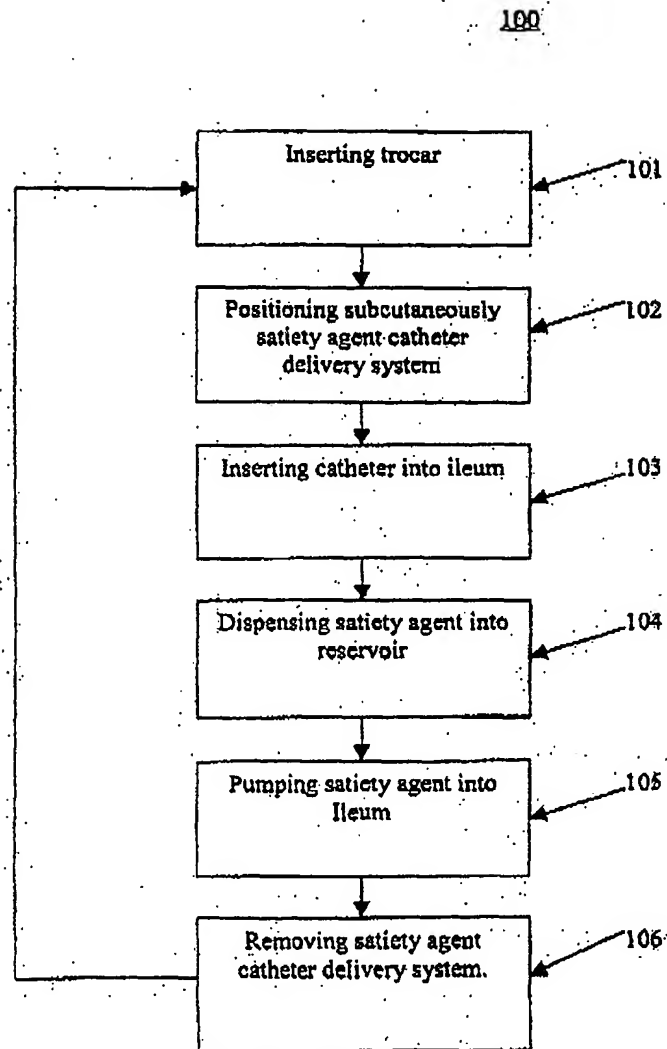 100
Inserting trocar
101
Positioning subcutaneously
satiety agent catheter
delivery system
102
Inserting catheter into ileum
103
Dispensing satiety agent into
reservoir
104
Pumping satiety agent into
Ileum
105
Removing satiety agent
catheter delivery system.
106